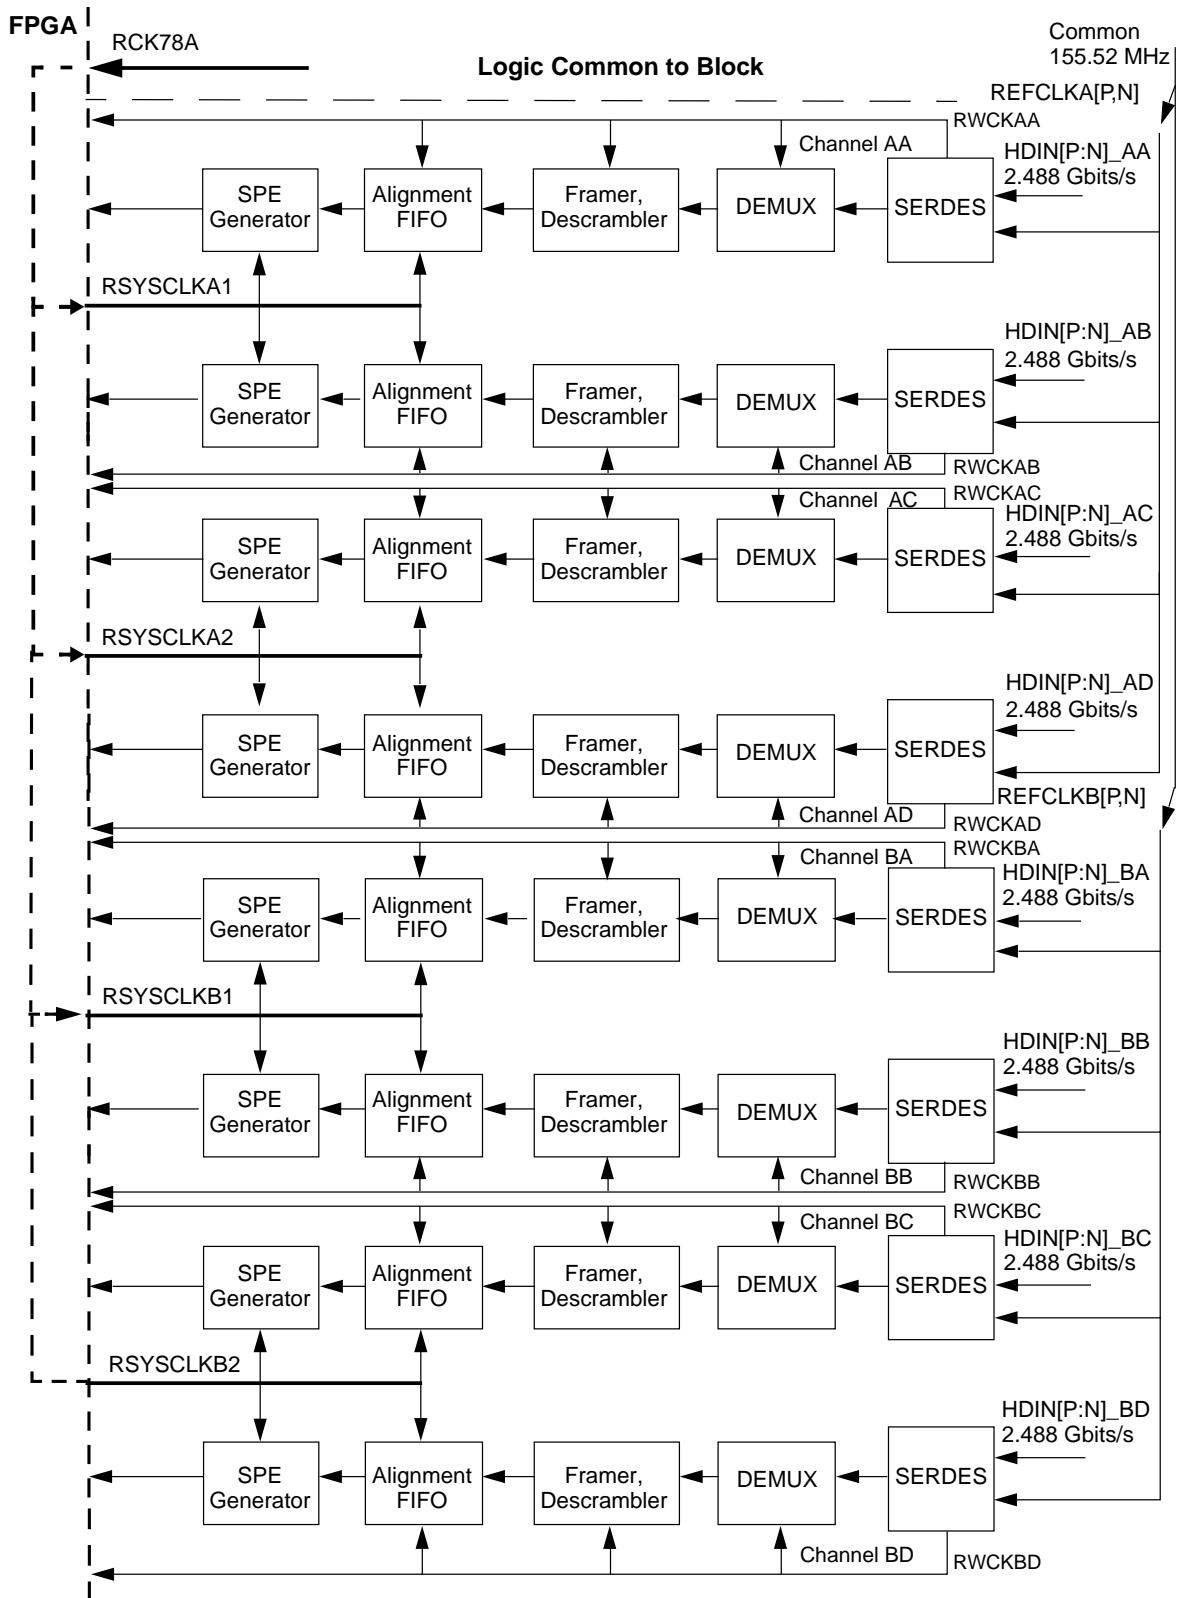 FPGA
RCK78A
Logic Common to Block
Common
155.52 MHz
REFCLKA[P,N]
RWCKAA
Channel AA
HDIN[P:N]_AA
2.488 Gbits/s
SPE
Generator
Alignment
FIFO
Framer,
Descrambler
DEMUX
SERDES
RSYSCLKA1
HDIN[P:N]_AB
2.488 Gbits/s
SPE
Generator
Alignment
FIFO
Framer,
Descrambler
DEMUX
SERDES
Channel AB
RWCKAB
RWCKAC
Channel AC
HDIN[P:N]_AC
2.488 Gbits/s
SPE
Generator
Alignment
FIFO
Framer,
Descrambler
DEMUX
SERDES
RSYSCLKA2
HDIN[P:N]_AD
2.488 Gbits/s
SPE
Generator
Alignment
FIFO
Framer,
Descrambler
DEMUX
SERDES
REFCLKB[P,N]
Channel AD
RWCKAD
RWCKBA
Channel BA
HDIN[P:N]_BA
2.488 Gbits/s
SPE
Generator
Alignment
FIFO
Framer,
Descrambler
DEMUX
SERDES
RSYSCLKB1
HDIN[P:N]_BB
2.488 Gbits/s
SPE
Generator
Alignment
FIFO
Framer,
Descrambler
DEMUX
SERDES
Channel BB
RWCKBB
RWCKBC
Channel BC
HDIN[P:N]_BC
2.488 Gbits/s
SPE
Generator
Alignment
FIFO
Framer,
Descrambler
DEMUX
SERDES
RSYSCLKB2
HDIN[P:N]_BD
2.488 Gbits/s
SPE
Generator
Alignment
FIFO
Framer,
Descrambler
DEMUX
SERDES
Channel BD
RWCKBD